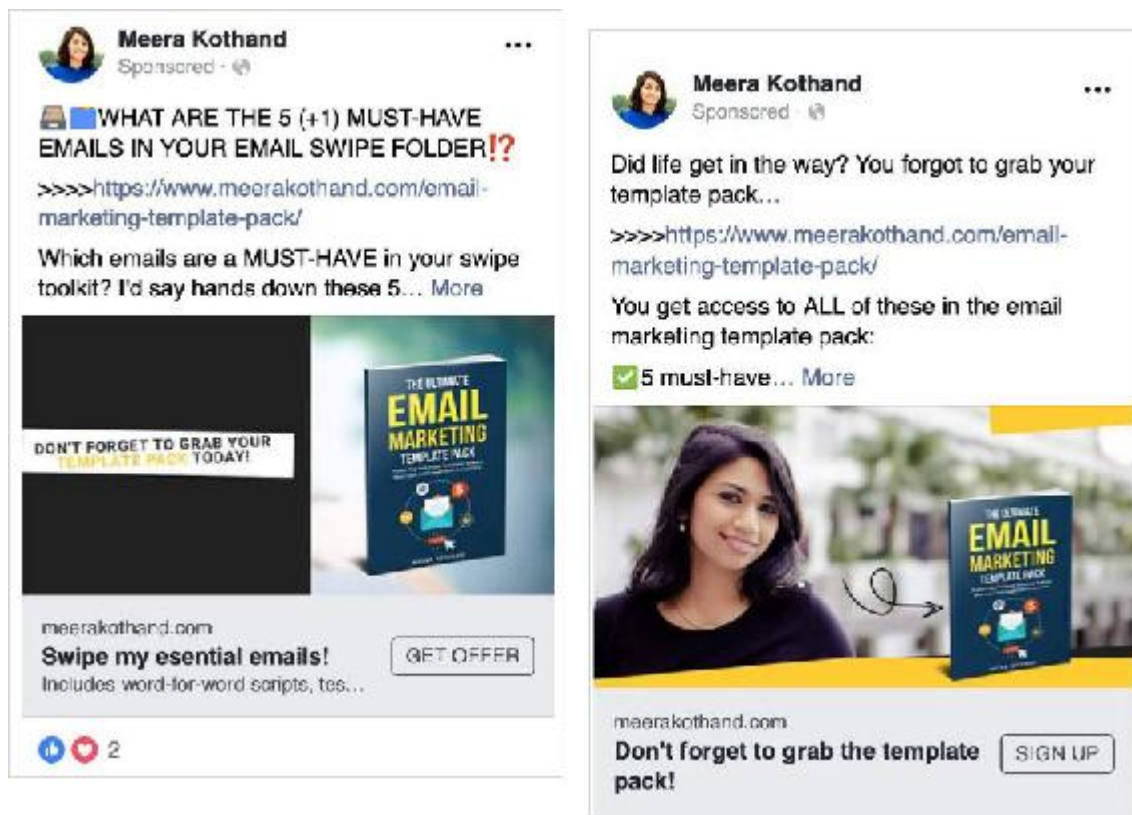 Meera Kothand
Sponsored ·
WHAT ARE THE 5 (+1) MUST-HAVE
EMAILS IN YOUR EMAIL SWIPE FOLDER⁉
>>>>https://www.meerakothand.com/email-
marketing-template-pack/
Which emails are a MUST-HAVE in your swipe
toolkit? I'd say hands down these 5... More
DON'T FORGET TO GRAB YOUR
TEMPLATE PACK TODAY!
THE ULTIMATE
EMAIL
MARKETING
TEMPLATE PACK
meerakothand.com
Swipe my esential emails!
Includes word-for-word scripts, tes...
GET OFFER
2
Meera Kothand
Sponsored ·
Did life get in the way? You forgot to grab your
template pack...
>>>>https://www.meerakothand.com/email-
marketing-template-pack/
You get access to ALL of these in the email
marketing template pack:
✅5 must-have... More
THE ULTIMATE
EMAIL
MARKETING
TEMPLATE PACK
meerakothand.com
Don't forget to grab the template
pack!
SIGN UP